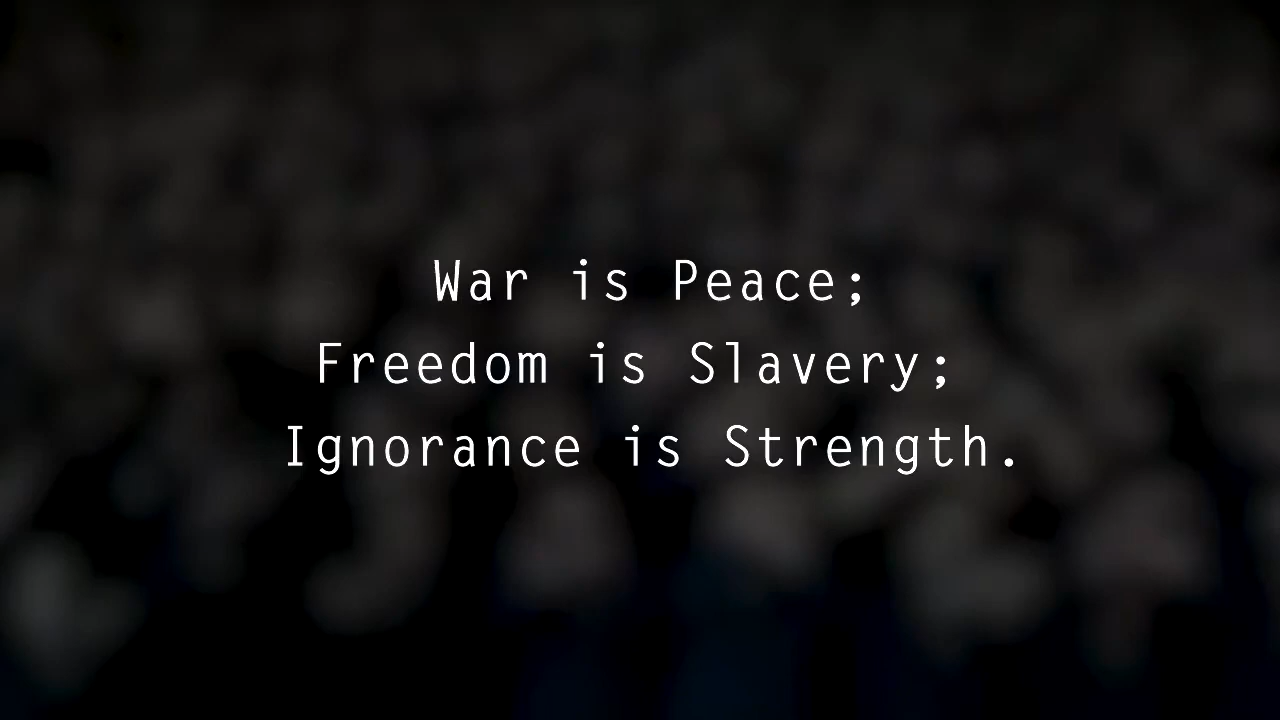 War is Peace;
Freedom is Slavery;
Ignorance is Strength.